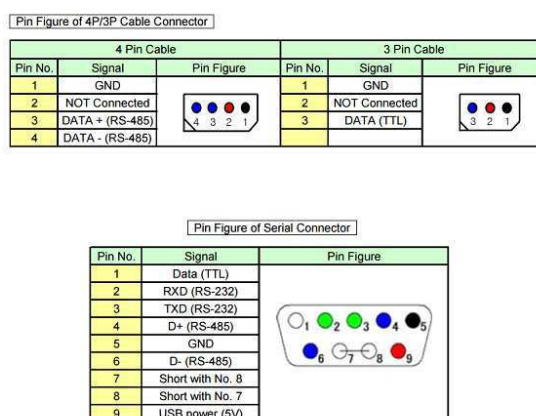 Pin Figure of 4P/3P Cable Connector
4 Pin Cable 3 Pin Cable
Pin No. Signal Pin Figure Pin No. Signal Pin Figure
1 GND 1 GND
2 NOT Connected 2 NOT Connected
3 DATA + (RS-485) 3 DATA (TTL)
4 DATA - (RS-485)
4 3 2 1
3 2 1
Pin Figure of Serial Connector
Pin No. Signal Pin Figure
1 Data (TTL)
2 RXD (RS-232)
3 TXD (RS-232)
4 D+ (RS-485)
5 GND
6 D- (RS-485)
7 Short with No. 8
8 Short with No. 7
9 USB power (5V)
1 2 3 4 5
6 7 8 9